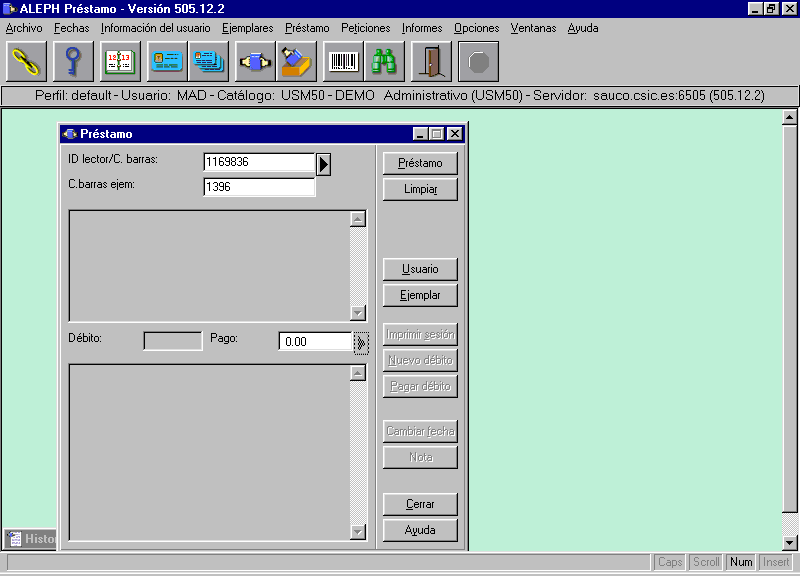 ALEPH Préstamo - Versión 505.12.2
Archivo Fechas Información del usuario Ejemplares Préstamo Peticiones Informes Opciones Ventanas Ayuda
Perfil: default - Usuario: MAD - Catálogo: USM50 - DEMO Administrativo (USM50) - Servidor: sauco.csic.es:6505 (505.12.2)
Préstamo
ID lector/C. barras: 1169836 Préstamo
C.barras ejem: 1396 Limpiar
Usuario
Ejemplar
Débito: Pago: 0.00 Imprimir sesión
Nuevo débito
Pagar débito
Cambiar fecha
Nota
Cerrar
Ayuda
Histor
Caps Scroll Num Insert